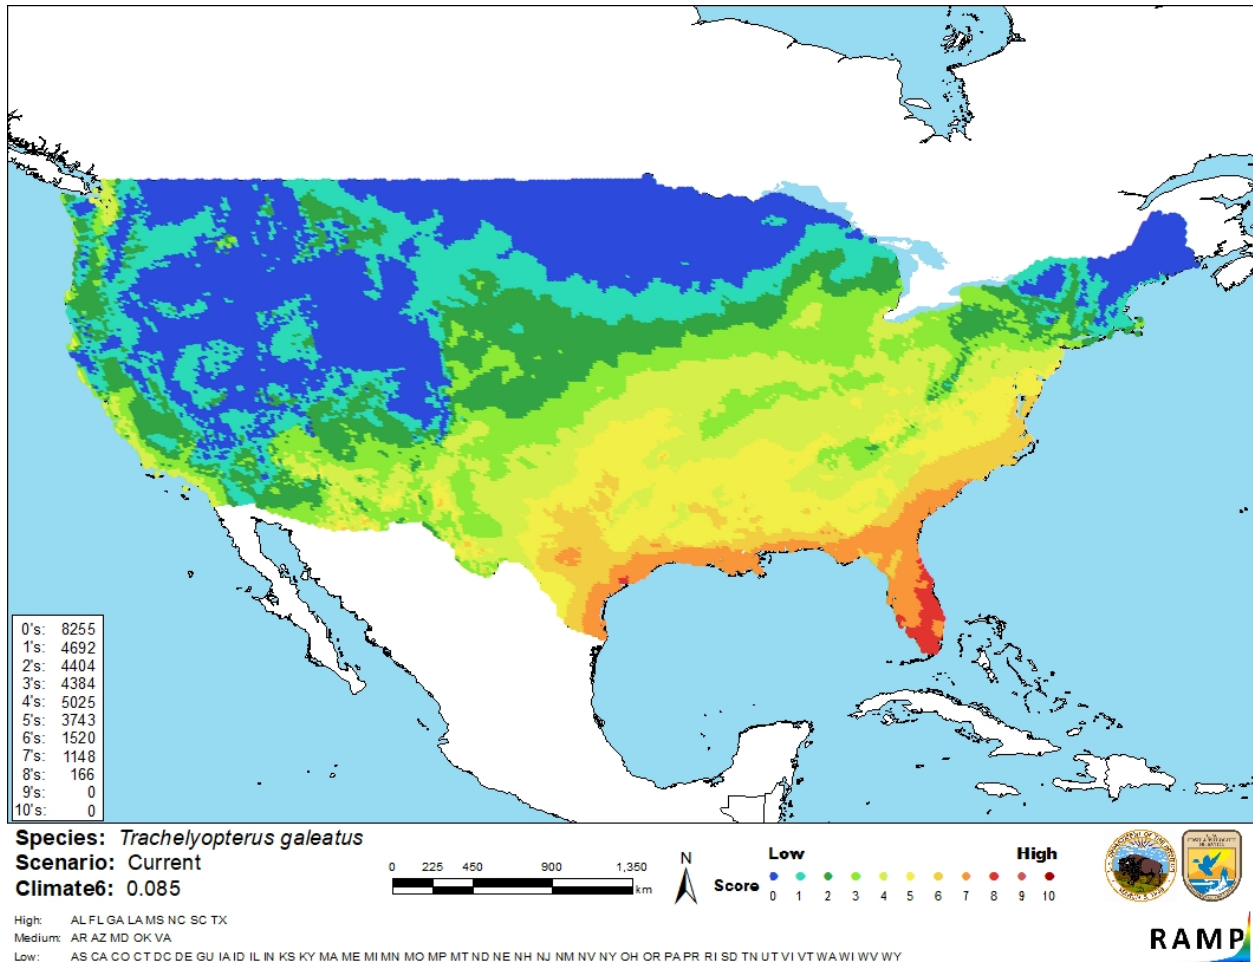 0's: 8255
1's: 4692
2's: 4404
3's: 4384
4's: 5025
5's: 3743
6's: 1520
7's: 1148
8's: 166
9's: 0
10's: 0
Species: Trachelyopterus galeatus
Scenario: Current
Climate6: 0.085
0 225 450 900 1,350
km
N
Low High
Score 0 1 2 3 4 5 6 7 8 9 10
High: AL FL GA LA MS NC SC TX
Medium: AR AZ MD OK VA
Low: AS CA CO CT DC DE GU IA ID IL IN KS KY MA ME MI MN MO MP MT ND NE NH NJ NM NV NY OH OR PA PR RI SD TN UT VI VT WA WI WV WY
RAMP